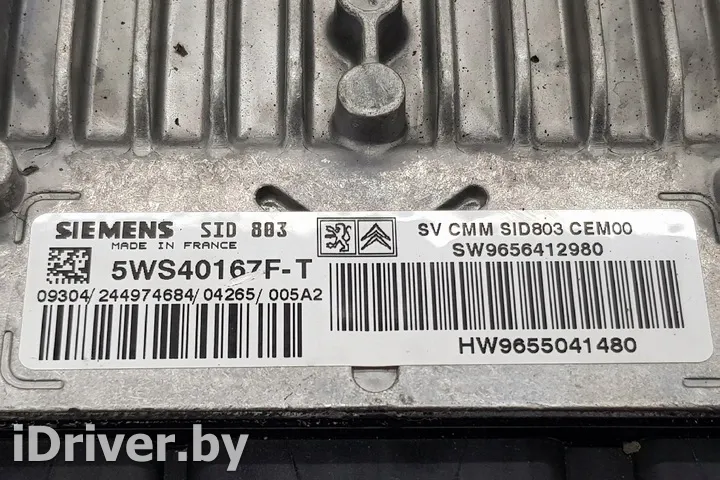 SIEMENS SID 803
MADE IN FRANCE
5WS40167F-T
09304/244974684/04265/005A2
SV CMM SID803 CEM00
SW9656412980
HW9655041480
iDriver.by